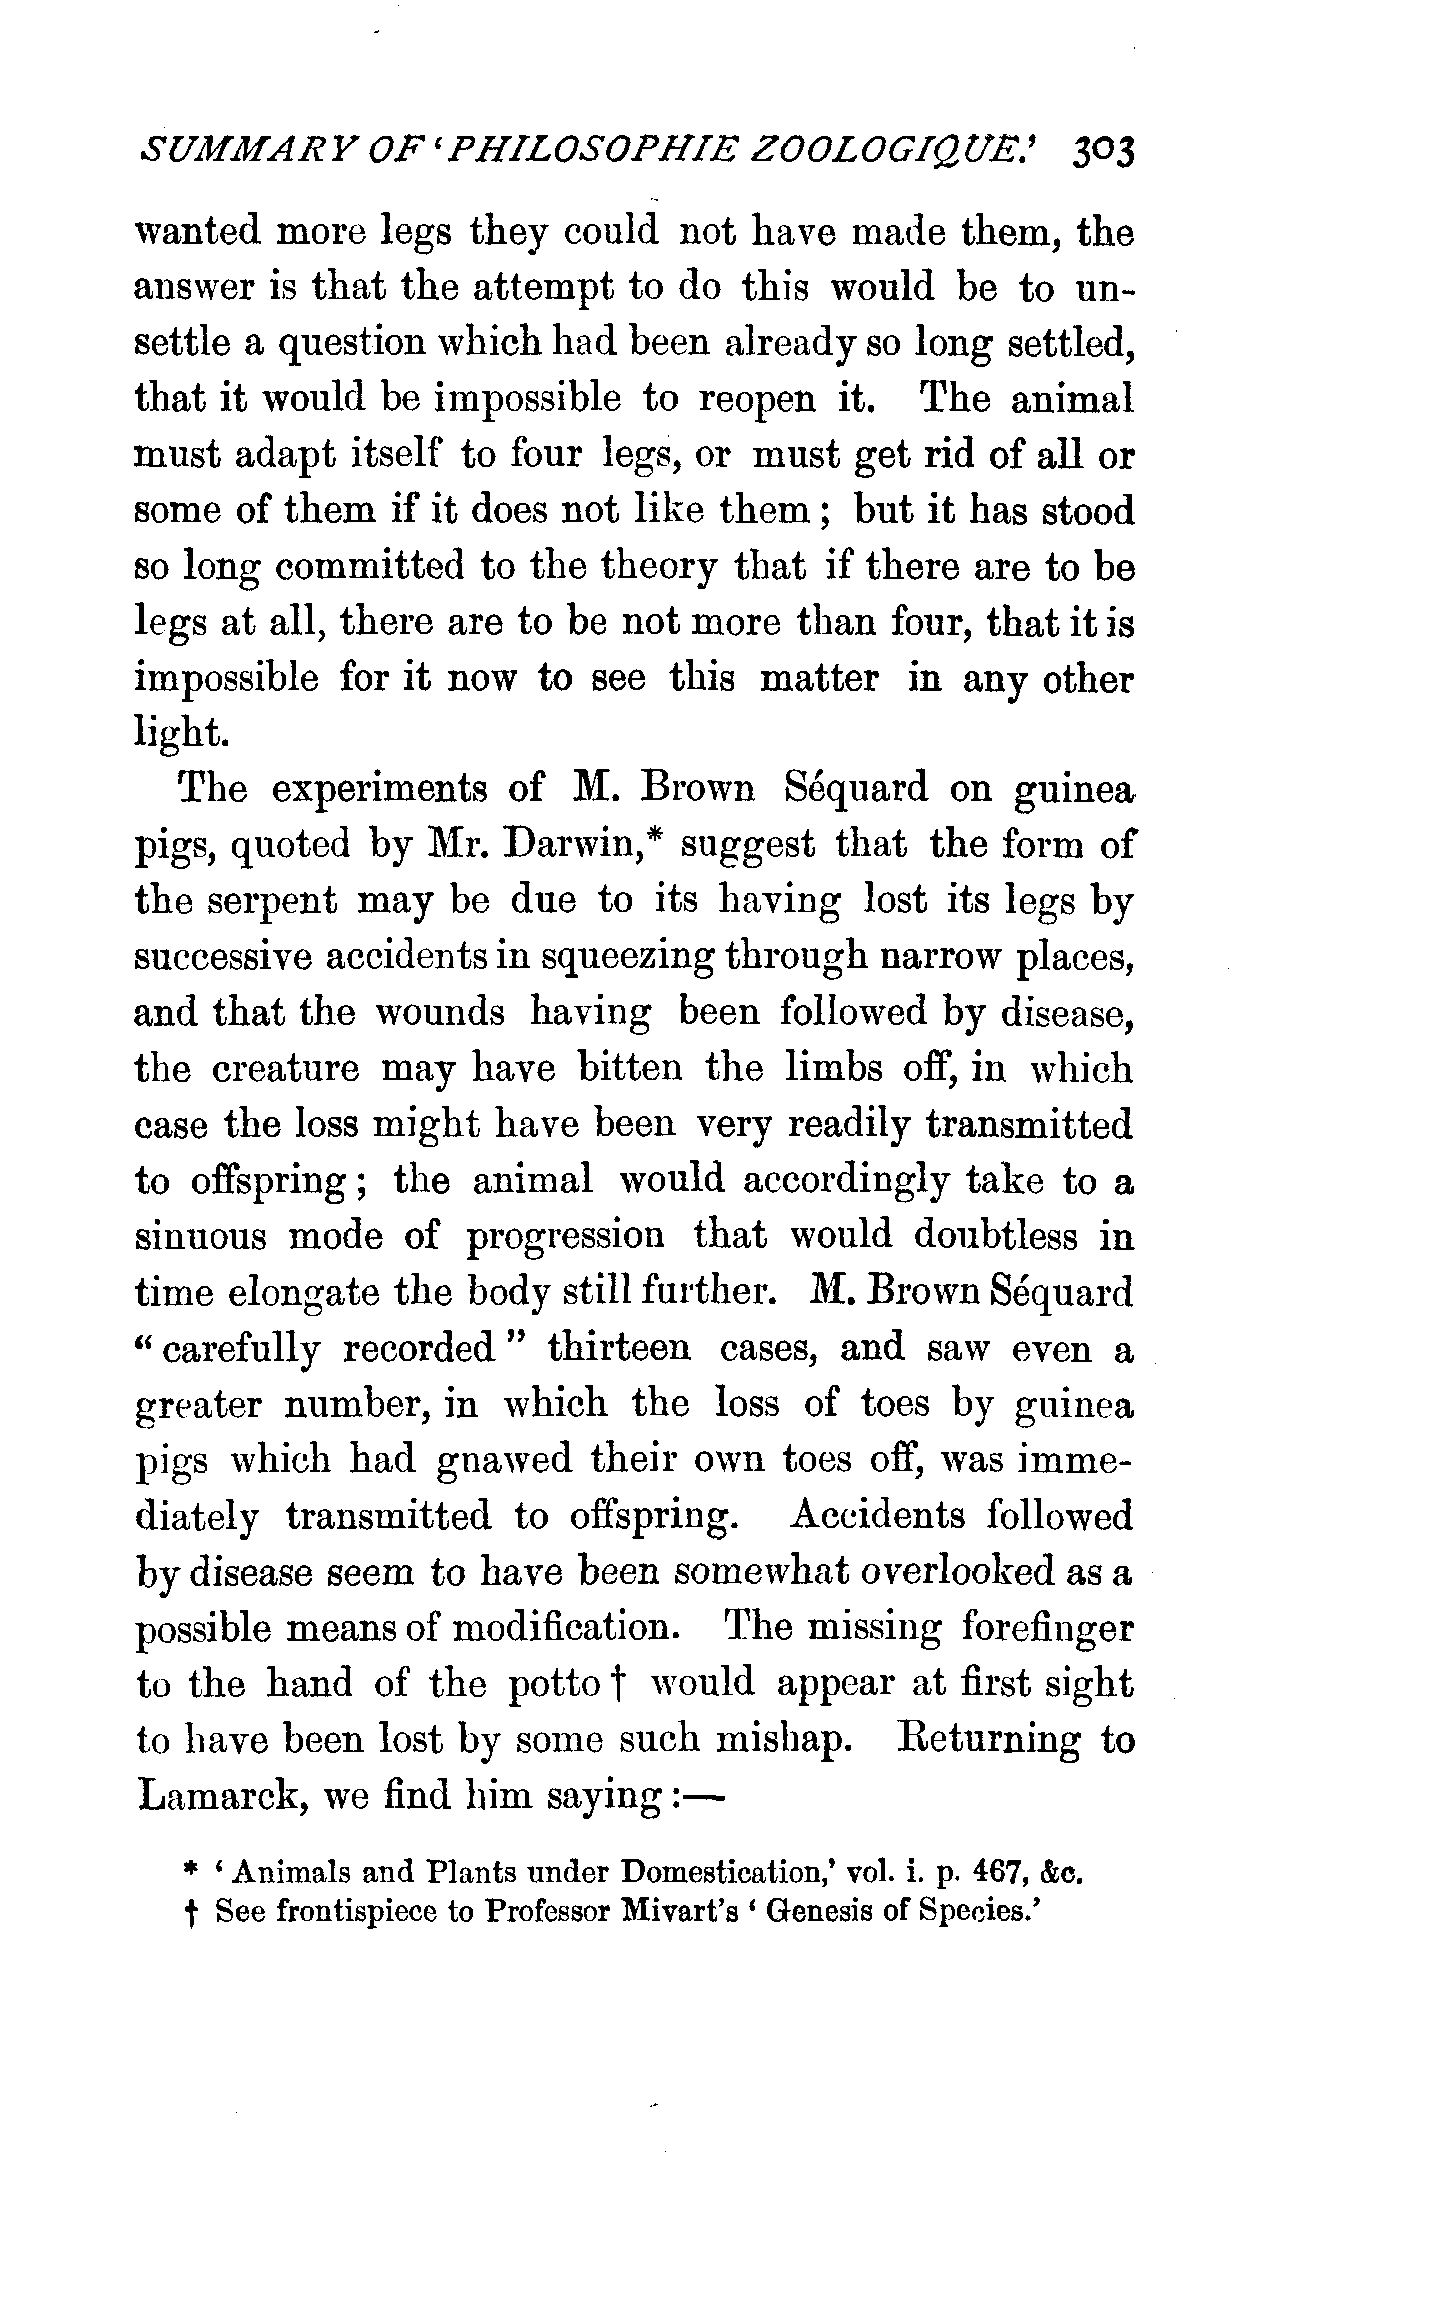 SUMMARY OF ‘PHILOSOPHIE ZOOLOGIQUE.’ 303
wanted more legs they could not have made them, the
answer is that the attempt to do this would be to un-
settle a question which had been already so long settled,
that it would be impossible to reopen it. The animal
must adapt itself to four legs, or must get rid of all or
some of them if it does not like them; but it has stood
so long committed to the theory that if there are to be
legs at all, there are to be not more than four, that it is
impossible for it now to see this matter in any other
light.
The experiments of M. Brown Séquard on guinea
pigs, quoted by Mr. Darwin,* suggest that the form of
the serpent may be due to its having lost its legs by
successive accidents in squeezing through narrow places,
and that the wounds having been followed by disease,
the creature may have bitten the limbs off, in which
case the loss might have been very readily transmitted
to offspring; the animal would accordingly take to a
sinuous mode of progression that would doubtless in
time elongate the body still further. M. Brown Séquard
“carefully recorded” thirteen cases, and saw even a
greater number, in which the loss of toes by guinea
pigs which had gnawed their own toes off, was imme-
diately transmitted to offspring. Accidents followed
by disease seem to have been somewhat overlooked as a
possible means of modification. The missing forefinger
to the hand of the potto † would appear at first sight
to have been lost by some such mishap. Returning to
Lamarck, we find him saying:—
* ‘Animals and Plants under Domestication,’ vol. i. p. 467, &c.
† See frontispiece to Professor Mivart’s ‘Genesis of Species.’